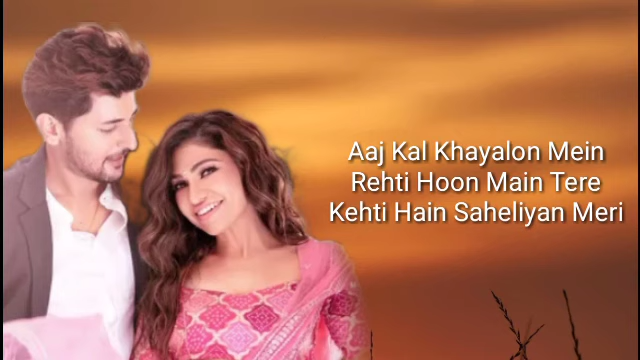 Aaj Kal Khayalon Mein
Rehti Hoon Main Tere
Kehti Hain Saheliyan Meri